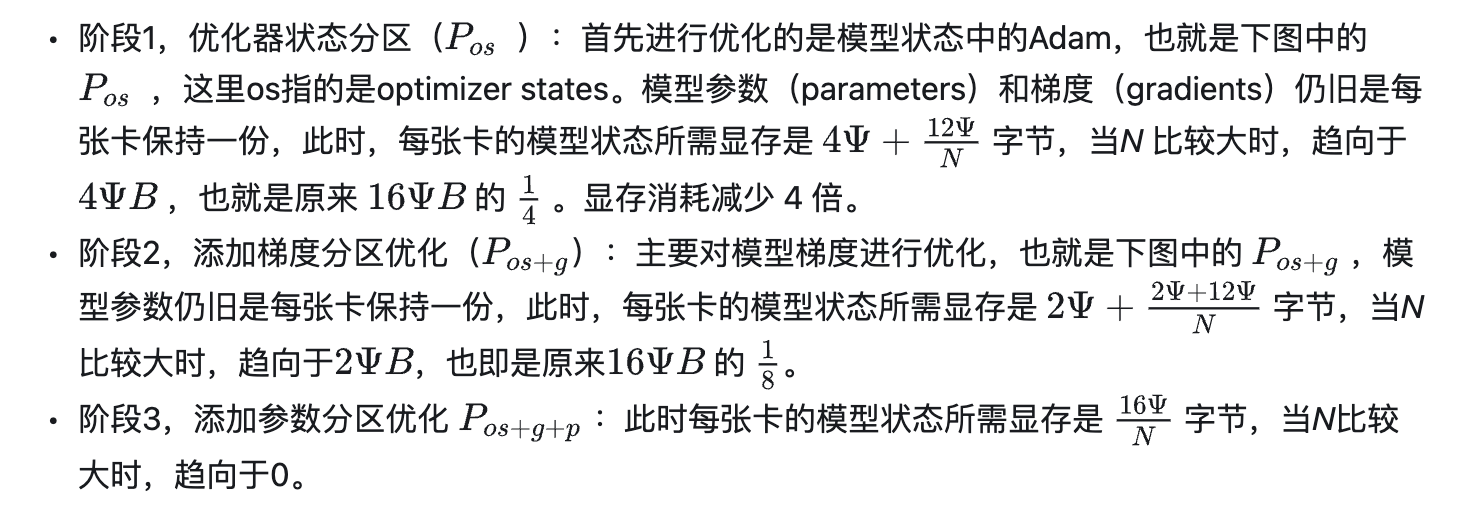 • 阶段1，优化器状态分区（$P_{os}$ ）：首先进行优化的是模型状态中的Adam，也就是下图中的
$P_{os}$ ，这里os指的是optimizer states。模型参数（parameters）和梯度（gradients）仍旧是每
张卡保持一份，此时，每张卡的模型状态所需显存是 $4\Psi + \frac{12\Psi}{N}$ 字节，当N 比较大时，趋向于
$4\Psi B$ ，也就是原来 $16\Psi B$ 的 $\frac{1}{4}$ 。显存消耗减少 4 倍。
• 阶段2，添加梯度分区优化（$P_{os+g}$）：主要对模型梯度进行优化，也就是下图中的 $P_{os+g}$ ，模
型参数仍旧是每张卡保持一份，此时，每张卡的模型状态所需显存是 $2\Psi + \frac{2\Psi+12\Psi}{N}$ 字节，当N
比较大时，趋向于$2\Psi B$，也即是原来$16\Psi B$ 的 $\frac{1}{8}$ 。
• 阶段3，添加参数分区优化 $P_{os+g+p}$ ：此时每张卡的模型状态所需显存是 $\frac{16\Psi}{N}$ 字节，当N比较
大时，趋向于0。